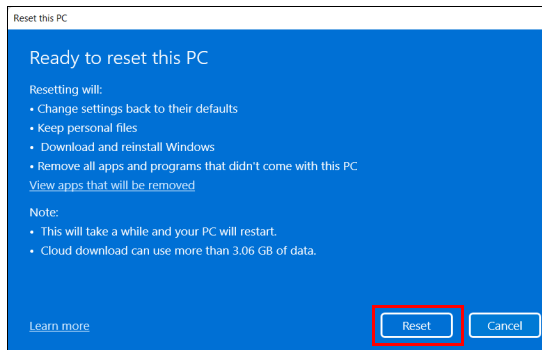 Reset this PC
Ready to reset this PC
Resetting will:
• Change settings back to their defaults
• Keep personal files
• Download and reinstall Windows
• Remove all apps and programs that didn't come with this PC
View apps that will be removed
Note:
• This will take a while and your PC will restart.
• Cloud download can use more than 3.06 GB of data.
Learn more
Reset
Cancel